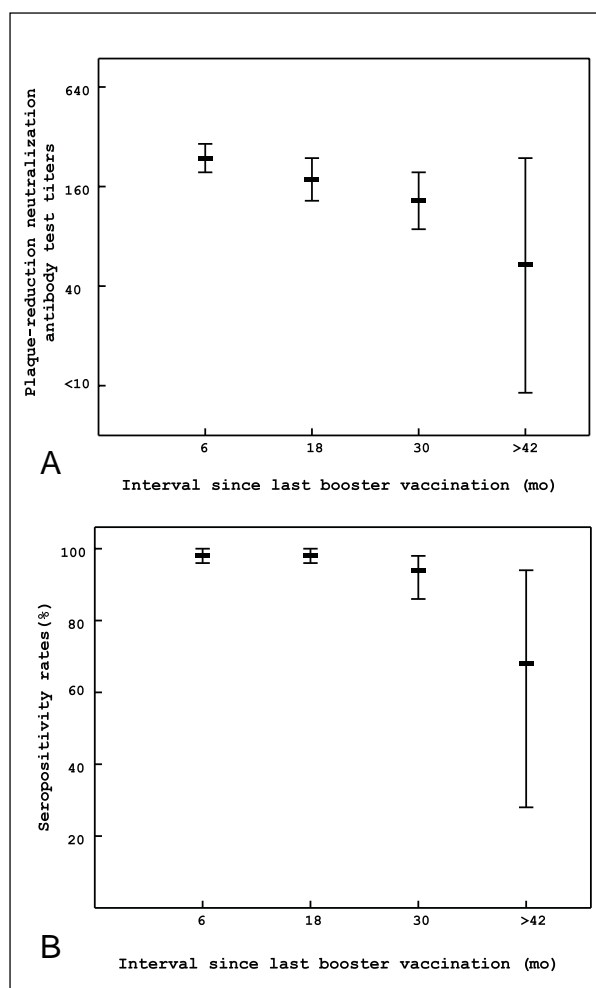 Plaque-reduction neutralization
antibody test titers
640
160
40
<10
6 18 30 >42
A
Interval since last booster vaccination (mo)
Seropositivity rates(%)
100
80
60
40
20
6 18 30 >42
B
Interval since last booster vaccination (mo)